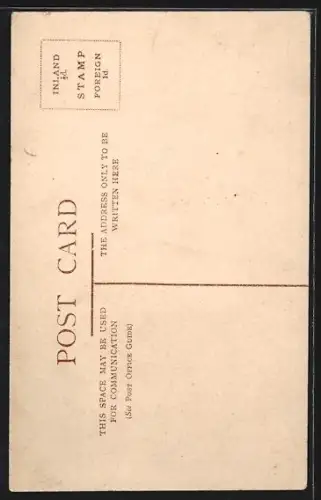 POST CARD
THIS SPACE MAY BE USED
FOR COMMUNICATION
(See Post Office Guide)
THE ADDRESS ONLY TO BE
WRITTEN HERE
INLAND
½d.
STAMP
FOREIGN
1d.